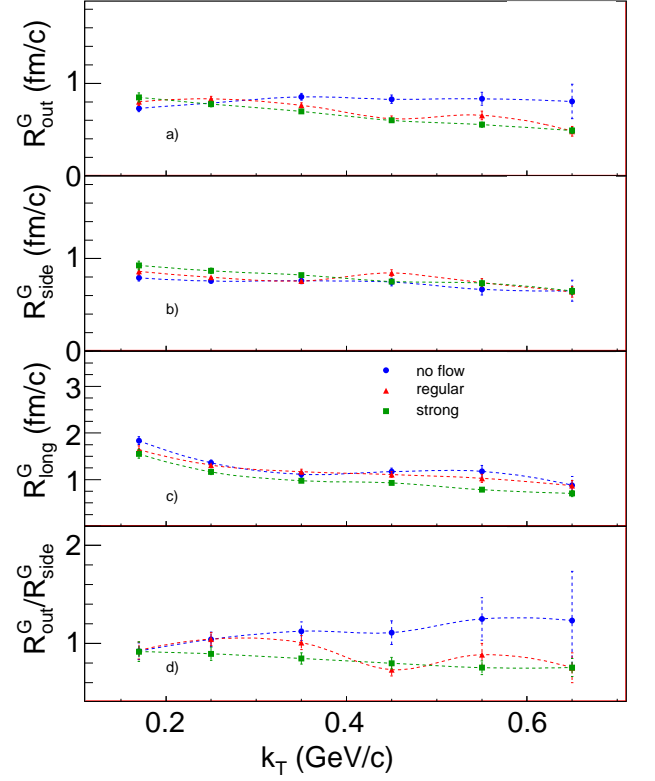 R^G_out (fm/c)
1
a)
0
R^G_side (fm/c)
1
b)
0
R^G_long (fm/c)
3
2
1
c)
no flow
regular
strong
R^G_out/R^G_side
2
1
d)
0.2 0.4 0.6
k_T (GeV/c)